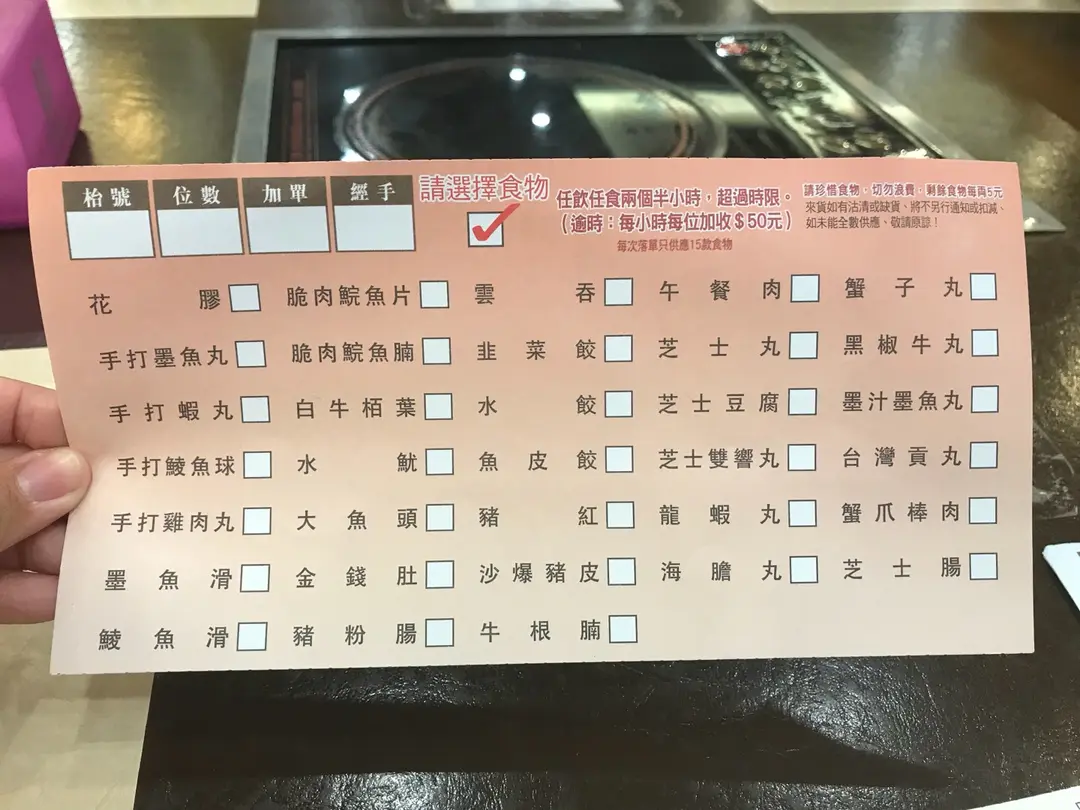 枱號 位數 加單 經手
請選擇食物
任飲任食兩個半小時，超過時限。
（逾時：每小時每位加收＄50元）
每次落單只供應15款食物
請珍惜食物，切勿浪費，剩餘食物每両5元
來貨如有沽清或缺貨、將不另行通知或扣減、
如未能全數供應、敬請原諒！
花膠 脆肉鯇魚片 雲吞 午餐肉 蟹子丸
手打墨魚丸 脆肉鯇魚腩 韭菜餃 芝士丸 黑椒牛丸
手打蝦丸 白牛栢葉 水餃 芝士豆腐 墨汁墨魚丸
手打鯪魚球 水魷 魚皮餃 芝士雙響丸 台灣貢丸
手打雞肉丸 大魚頭 豬紅 龍蝦丸 蟹爪棒肉
墨魚滑 金錢肚 沙爆豬皮 海膽丸 芝士腸
鯪魚滑 豬粉腸 牛根腩